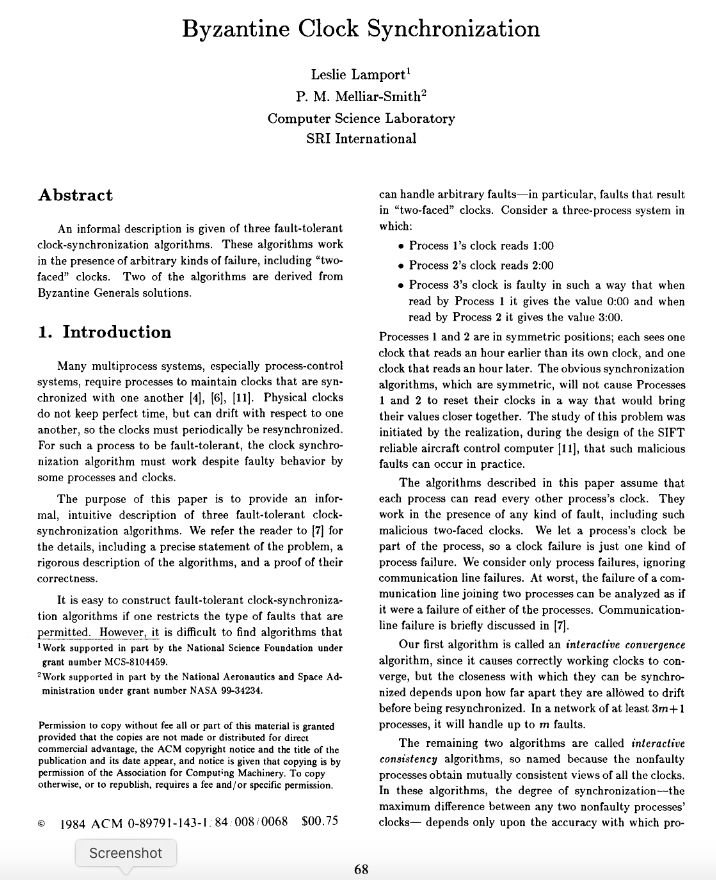 Byzantine Clock Synchronization
Leslie Lamport¹
P. M. Melliar-Smith²
Computer Science Laboratory
SRI International
Abstract
An informal description is given of three fault-tolerant
clock-synchronization algorithms. These algorithms work
in the presence of arbitrary kinds of failure, including “two-
faced” clocks. Two of the algorithms are derived from
Byzantine Generals solutions.
1. Introduction
Many multiprocess systems, especially process-control
systems, require processes to maintain clocks that are syn-
chronized with one another [4], [6], [11]. Physical clocks
do not keep perfect time, but can drift with respect to one
another, so the clocks must periodically be resynchronized.
For such a process to be fault-tolerant, the clock synchro-
nization algorithm must work despite faulty behavior by
some processes and clocks.
The purpose of this paper is to provide an infor-
mal, intuitive description of three fault-tolerant clock-
synchronization algorithms. We refer the reader to [7] for
the details, including a precise statement of the problem, a
rigorous description of the algorithms, and a proof of their
correctness.
It is easy to construct fault-tolerant clock-synchroniza-
tion algorithms if one restricts the type of faults that are
permitted. However, it is difficult to find algorithms that
¹Work supported in part by the National Science Foundation under
grant number MCS-8104459.
²Work supported in part by the National Aeronautics and Space Ad-
ministration under grant number NASA 99-34234.
Permission to copy without fee all or part of this material is granted
provided that the copies are not made or distributed for direct
commercial advantage, the ACM copyright notice and the title of the
publication and its date appear, and notice is given that copying is by
permission of the Association for Computing Machinery. To copy
otherwise, or to republish, requires a fee and/or specific permission.
© 1984 ACM 0-89791-143-1/84/008/0068 $00.75
can handle arbitrary faults—in particular, faults that result
in “two-faced” clocks. Consider a three-process system in
which:
• Process 1's clock reads 1:00
• Process 2's clock reads 2:00
• Process 3's clock is faulty in such a way that when
read by Process 1 it gives the value 0:00 and when
read by Process 2 it gives the value 3:00.
Processes 1 and 2 are in symmetric positions; each sees one
clock that reads an hour earlier than its own clock, and one
clock that reads an hour later. The obvious synchronization
algorithms, which are symmetric, will not cause Processes
1 and 2 to reset their clocks in a way that would bring
their values closer together. The study of this problem was
initiated by the realization, during the design of the SIFT
reliable aircraft control computer [11], that such malicious
faults can occur in practice.
The algorithms described in this paper assume that
each process can read every other process's clock. They
work in the presence of any kind of fault, including such
malicious two-faced clocks. We let a process's clock be
part of the process, so a clock failure is just one kind of
process failure. We consider only process failures, ignoring
communication line failures. At worst, the failure of a com-
munication line joining two processes can be analyzed as if
it were a failure of either of the processes. Communication-
line failure is briefly discussed in [7].
Our first algorithm is called an interactive convergence
algorithm, since it causes correctly working clocks to con-
verge, but the closeness with which they can be synchro-
nized depends upon how far apart they are allowed to drift
before being resynchronized. In a network of at least 3m+1
processes, it will handle up to m faults.
The remaining two algorithms are called interactive
consistency algorithms, so named because the nonfaulty
processes obtain mutually consistent views of all the clocks.
In these algorithms, the degree of synchronization—the
maximum difference between any two nonfaulty processes'
clocks— depends only upon the accuracy with which pro-
Screenshot
68